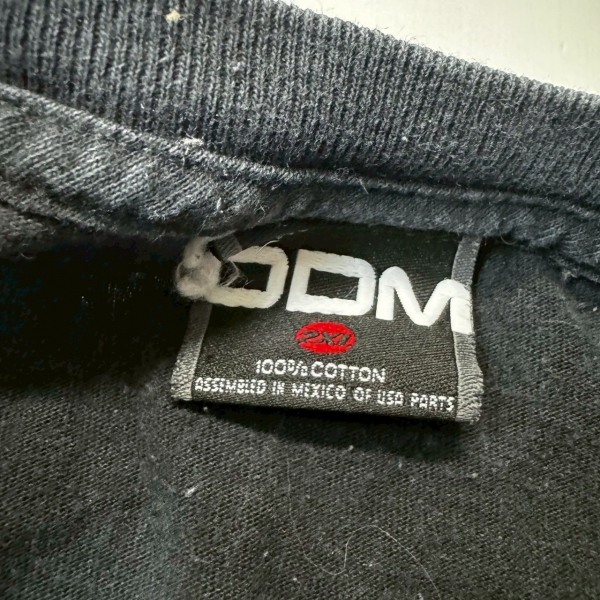 ODM
2XL
100% COTTON
ASSEMBLED IN MEXICO OF USA PARTS